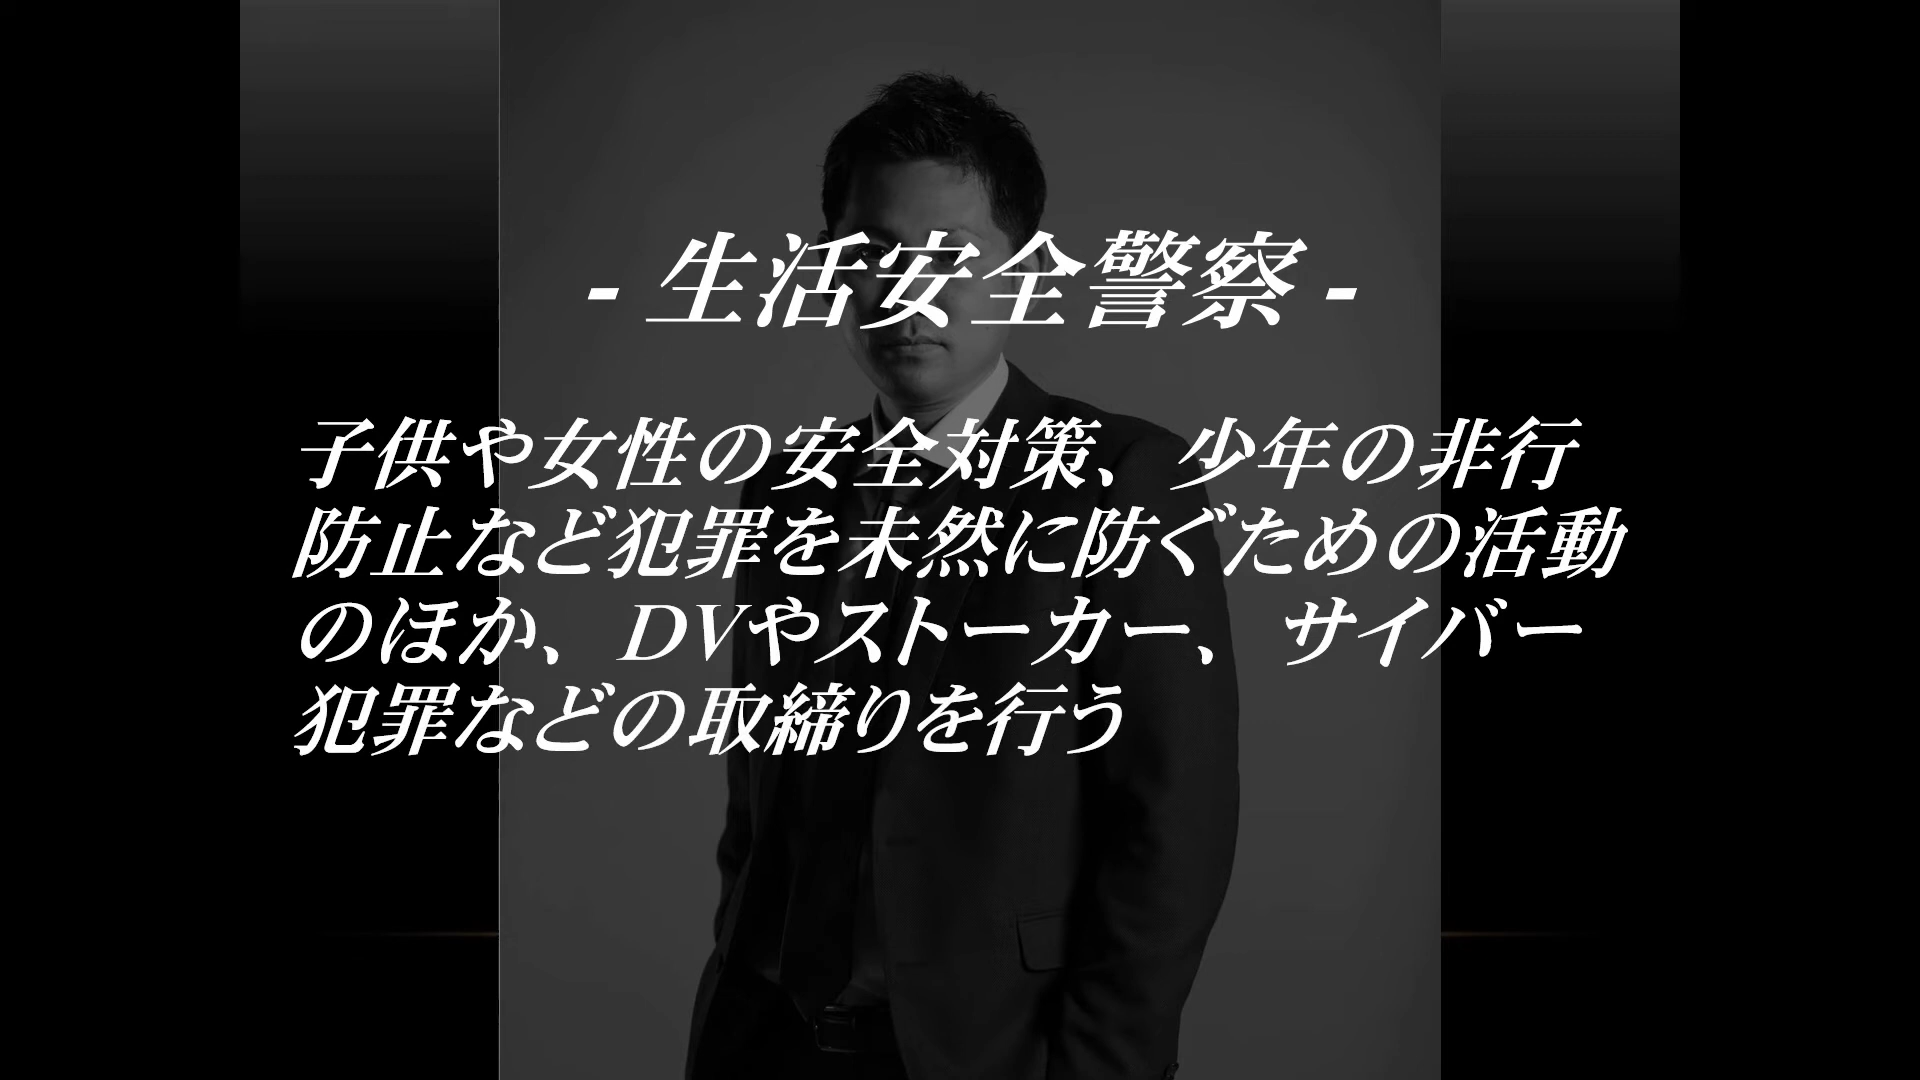 - 生活安全警察 -
子供や女性の安全対策、少年の非行
防止など犯罪を未然に防ぐための活動
のほか、DVやストーカー、サイバー
犯罪などの取締りを行う